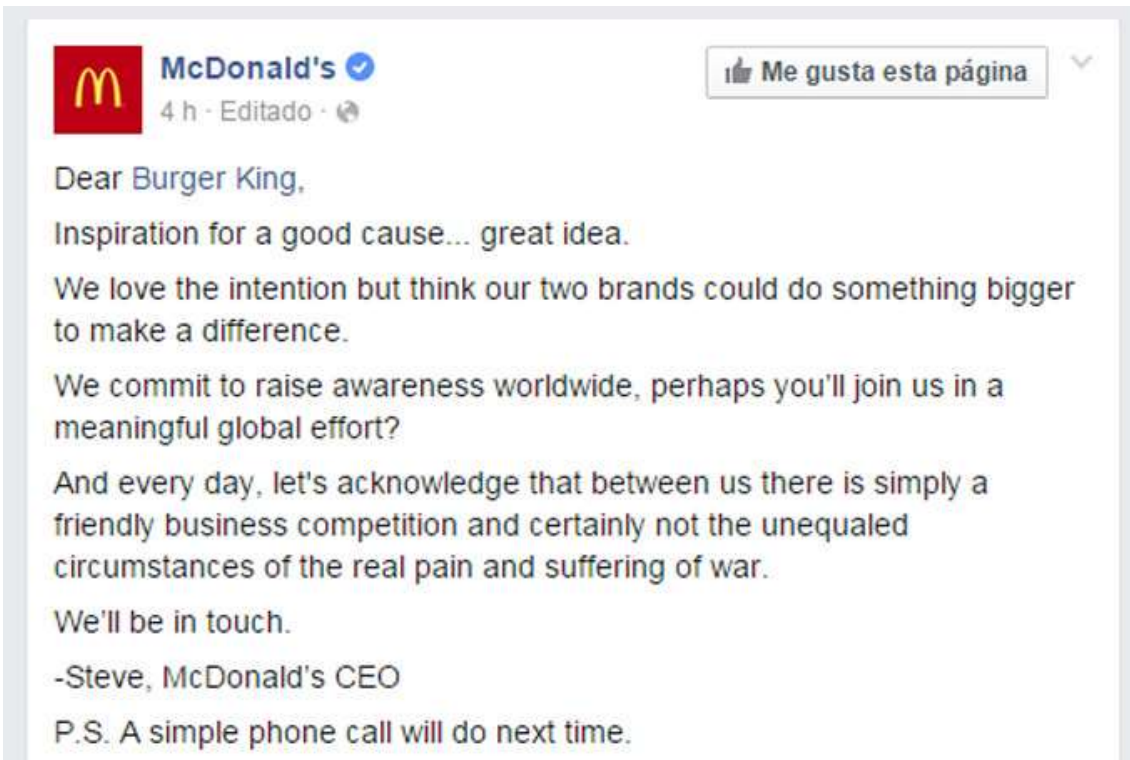 McDonald's
Me gusta esta página
4 h · Editado ·
Dear Burger King,
Inspiration for a good cause... great idea.
We love the intention but think our two brands could do something bigger
to make a difference.
We commit to raise awareness worldwide, perhaps you'll join us in a
meaningful global effort?
And every day, let's acknowledge that between us there is simply a
friendly business competition and certainly not the unequaled
circumstances of the real pain and suffering of war.
We'll be in touch.
-Steve, McDonald's CEO
P.S. A simple phone call will do next time.